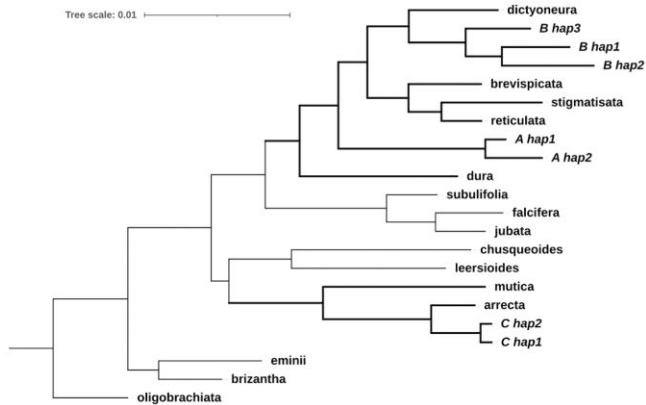 Tree scale: 0.01
dictyoneura
B hap3
B hap1
B hap2
brevispicata
stigmatisata
reticulata
A hap1
A hap2
dura
subulifolia
falcifera
jubata
chusqueoides
leersioides
mutica
arrecta
C hap2
C hap1
eminii
brizantha
oligobrachiata